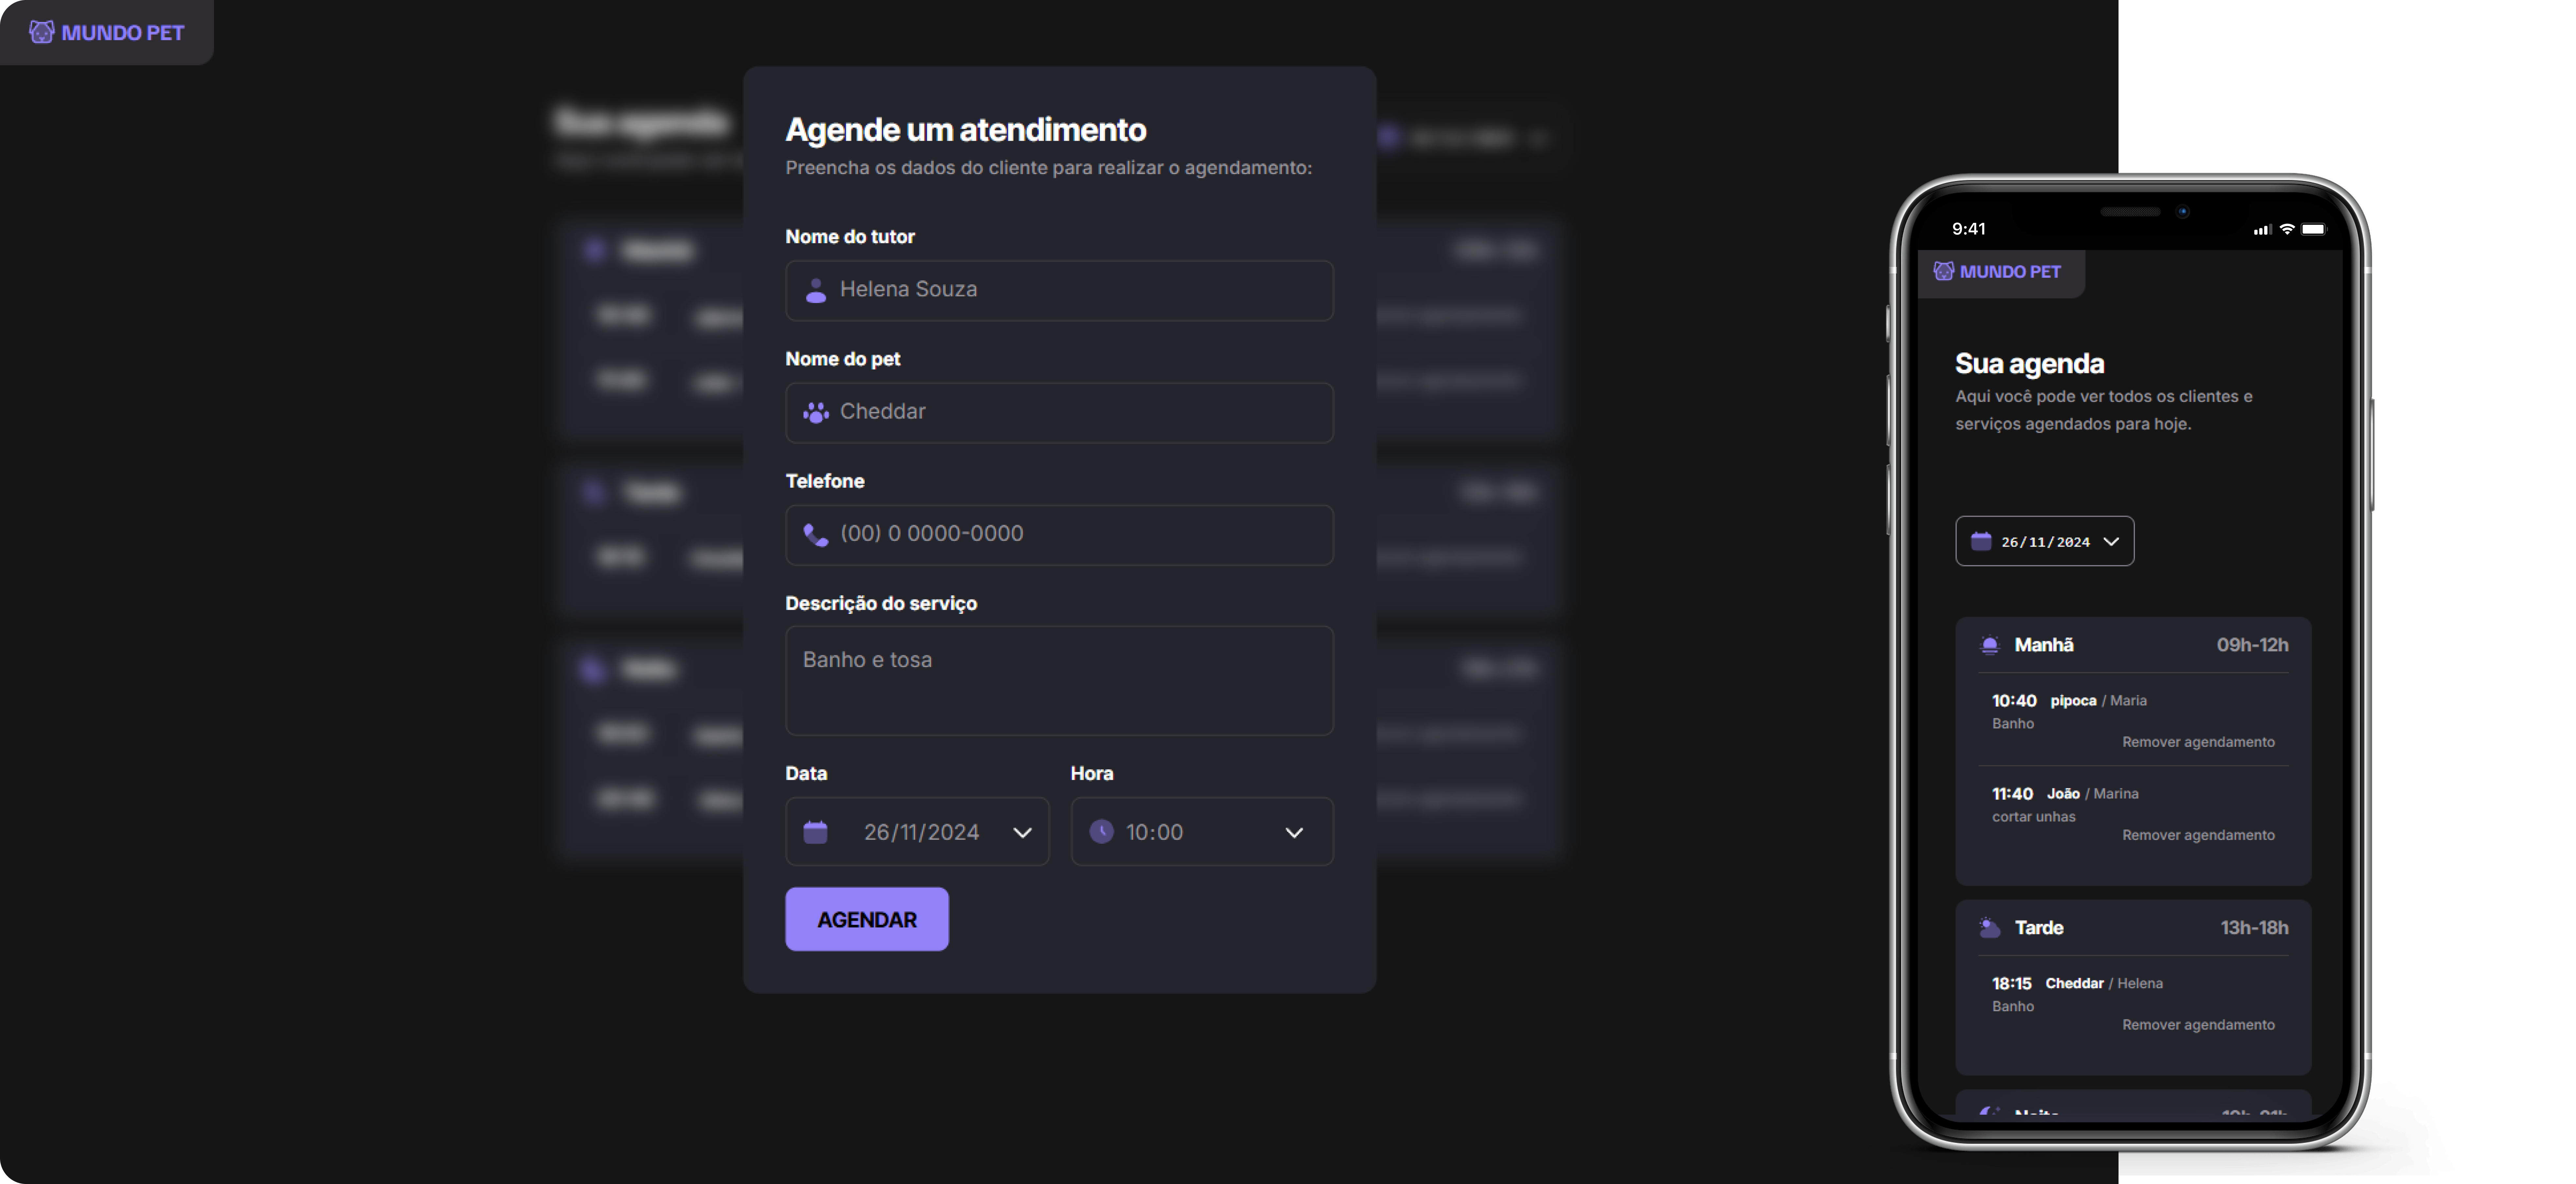 MUNDO PET
Sua agenda
Agende um atendimento
Preencha os dados do cliente para realizar o agendamento:
Nome do tutor
Helena Souza
Nome do pet
Cheddar
Telefone
(00) 0 0000-0000
Descrição do serviço
Banho e tosa
Data
Hora
26/11/2024
10:00
AGENDAR
9:41
MUNDO PET
Sua agenda
Aqui você pode ver todos os clientes e
serviços agendados para hoje.
26/11/2024
Manhã 09h-12h
10:40 pipoca / Maria
Banho
Remover agendamento
11:40 João / Marina
cortar unhas
Remover agendamento
Tarde 13h-18h
18:15 Cheddar / Helena
Banho
Remover agendamento
Noite